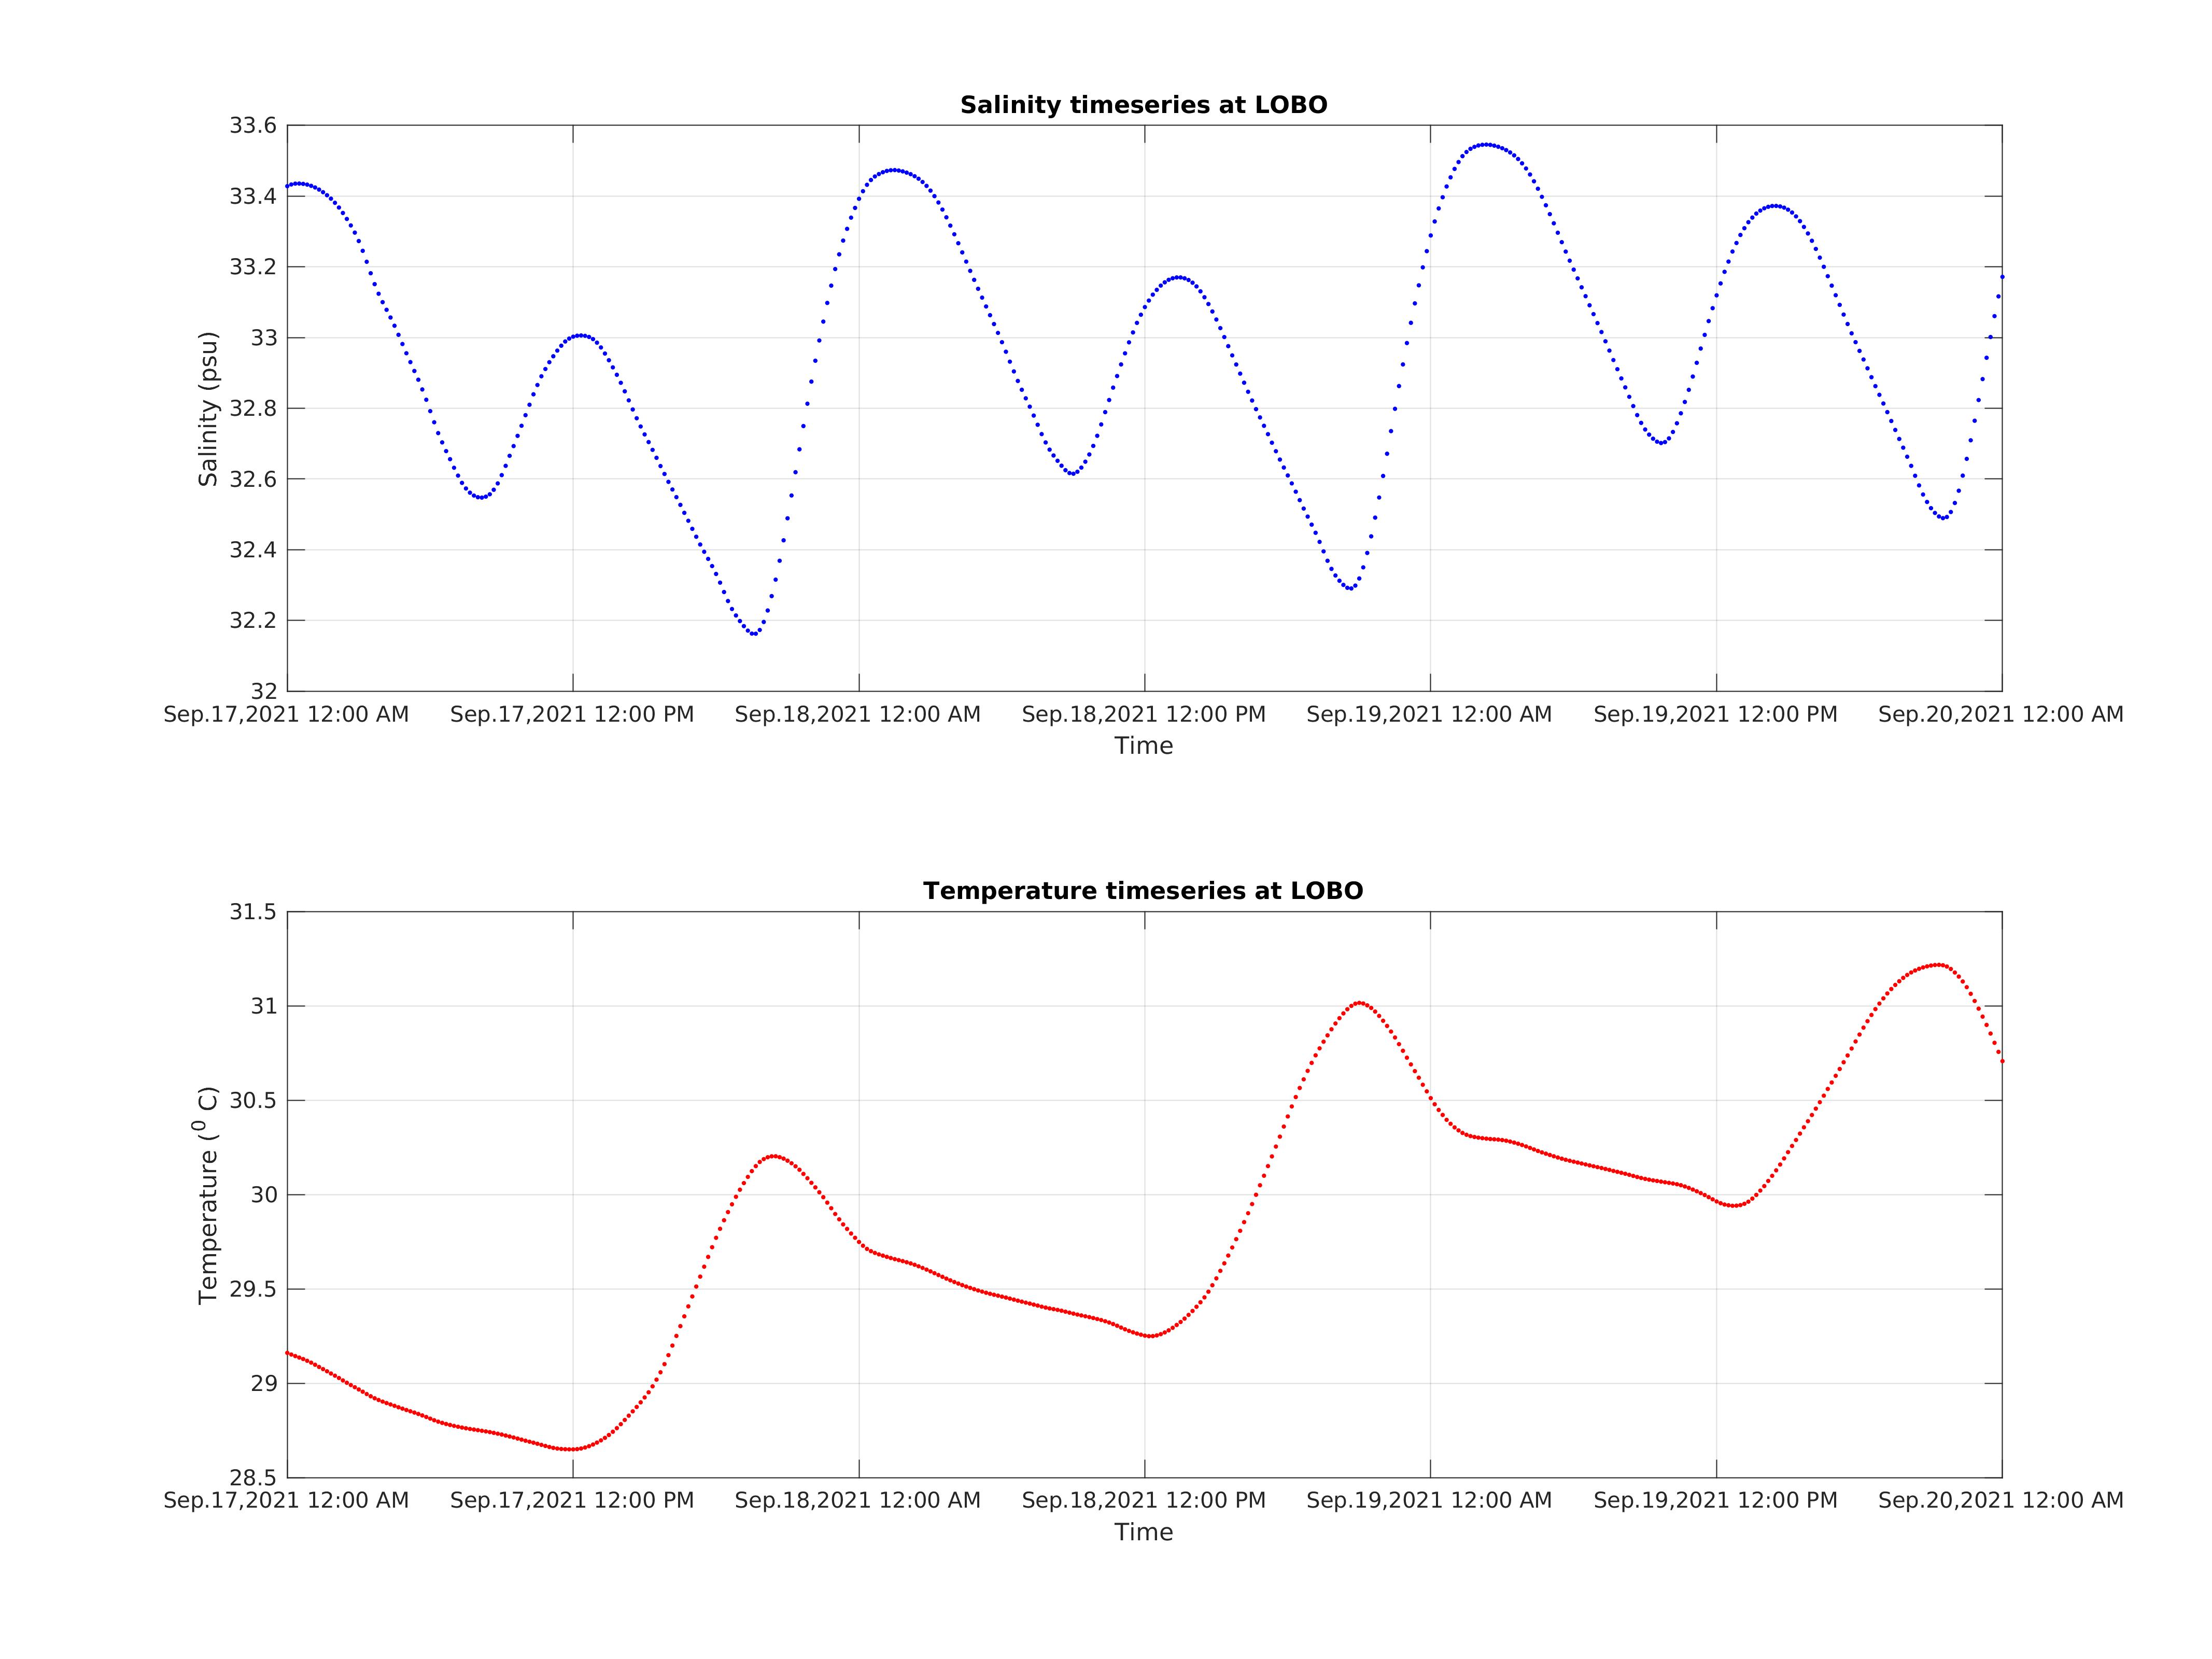 Salinity timeseries at LOBO
33.6
33.4
33.2
33
32.8
32.6
32.4
32.2
32
Salinity (psu)
Sep.17,2021 12:00 AM Sep.17,2021 12:00 PM Sep.18,2021 12:00 AM Sep.18,2021 12:00 PM Sep.19,2021 12:00 AM Sep.19,2021 12:00 PM Sep.20,2021 12:00 AM
Time
Temperature timeseries at LOBO
31.5
31
30.5
30
29.5
29
28.5
Temperature (⁰ C)
Sep.17,2021 12:00 AM Sep.17,2021 12:00 PM Sep.18,2021 12:00 AM Sep.18,2021 12:00 PM Sep.19,2021 12:00 AM Sep.19,2021 12:00 PM Sep.20,2021 12:00 AM
Time